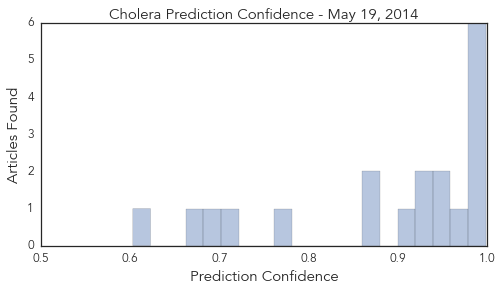 Cholera Prediction Confidence - May 19, 2014
Articles Found
6
5
4
3
2
1
0
0.5 0.6 0.7 0.8 0.9 1.0
Prediction Confidence